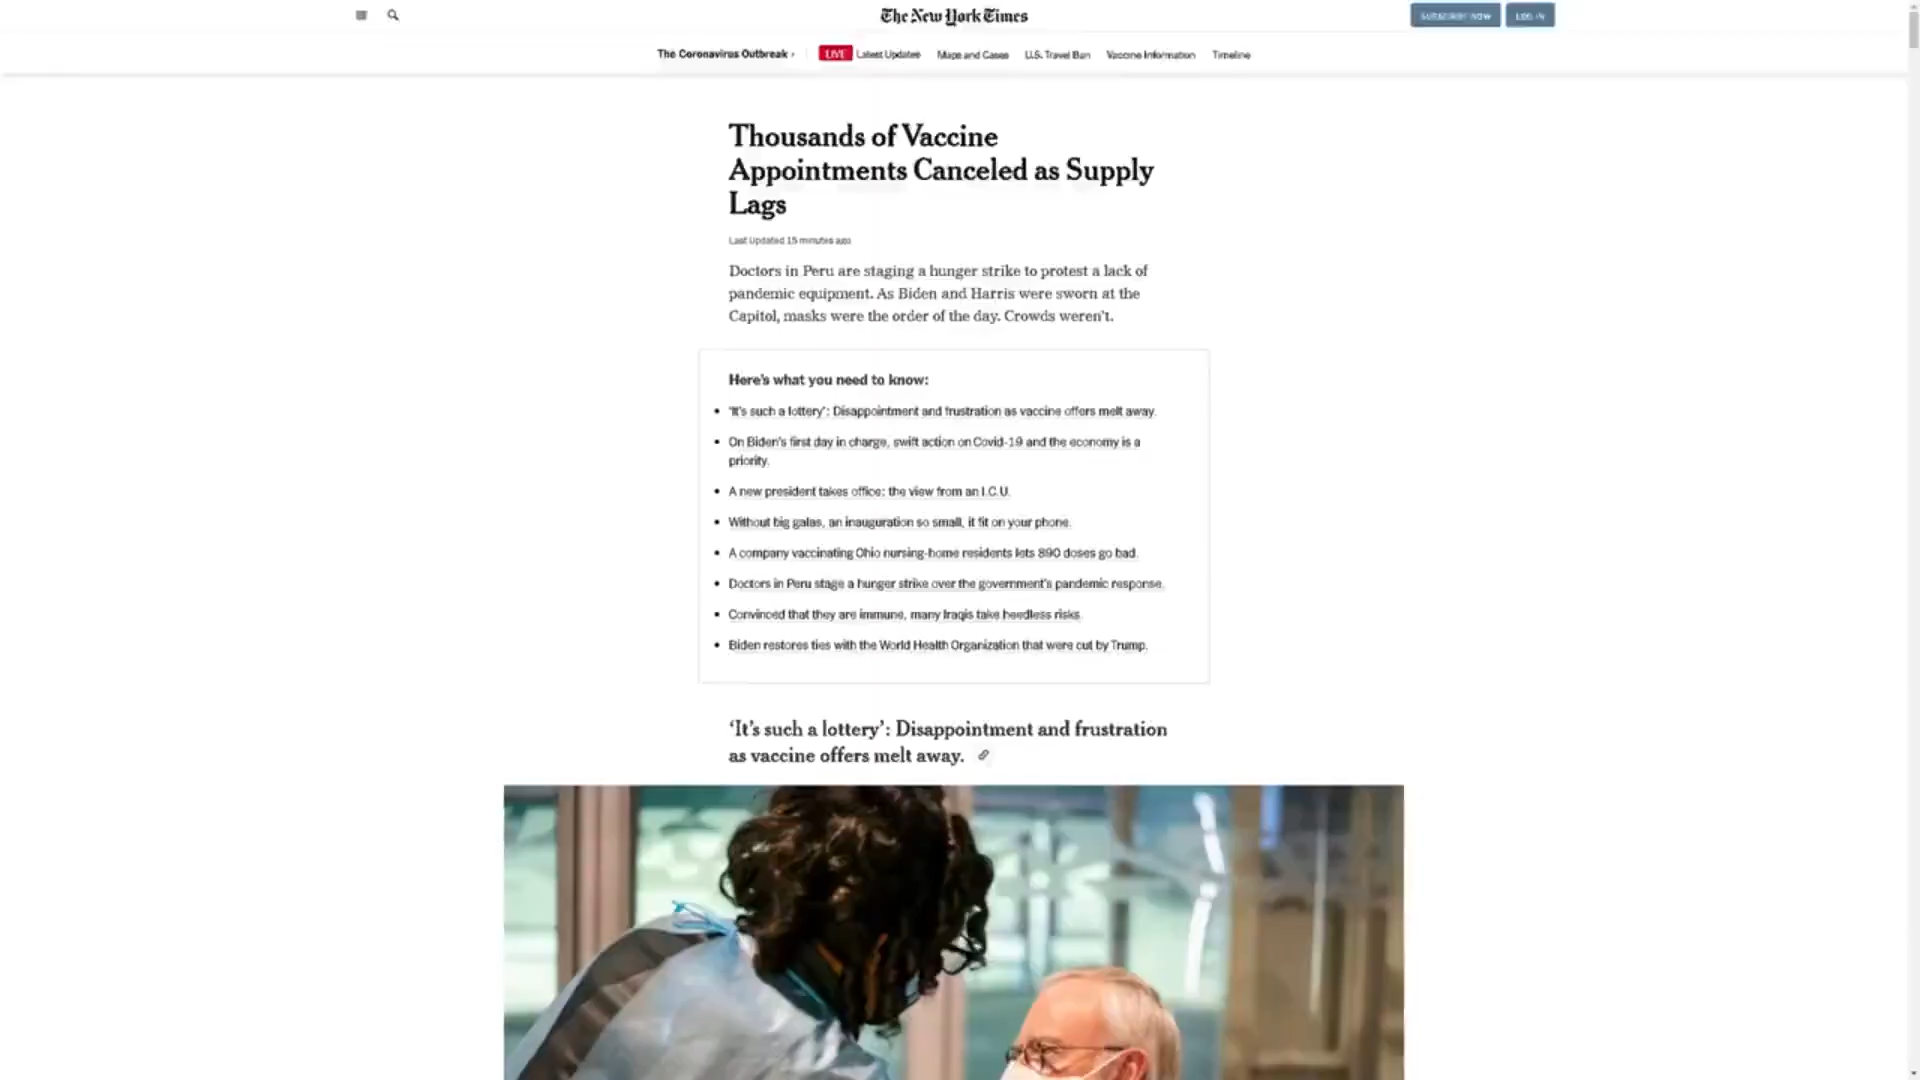 The New York Times
SUBSCRIBE NOW
LOG IN
The Coronavirus Outbreak ›
LIVE Latest Updates
Maps and Cases
U.S. Travel Ban
Vaccine Information
Timeline
Thousands of Vaccine
Appointments Canceled as Supply
Lags
Last Updated 15 minutes ago
Doctors in Peru are staging a hunger strike to protest a lack of
pandemic equipment. As Biden and Harris were sworn at the
Capitol, masks were the order of the day. Crowds weren't.
Here's what you need to know:
• 'It's such a lottery': Disappointment and frustration as vaccine offers melt away.
• On Biden's first day in charge, swift action on Covid-19 and the economy is a
priority.
• A new president takes office: the view from an I.C.U.
• Without big galas, an inauguration so small, it fit on your phone.
• A company vaccinating Ohio nursing-home residents lets 890 doses go bad.
• Doctors in Peru stage a hunger strike over the government's pandemic response.
• Convinced that they are immune, many Iraqis take heedless risks.
• Biden restores ties with the World Health Organization that were cut by Trump.
'It's such a lottery': Disappointment and frustration
as vaccine offers melt away.